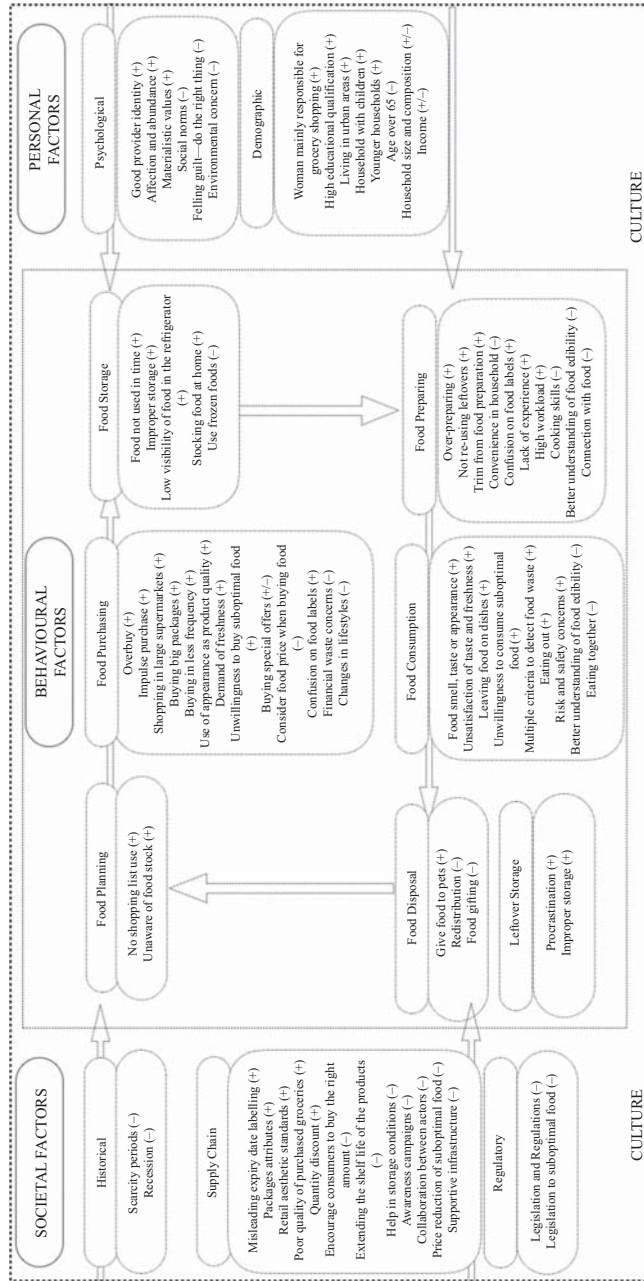 SOCIETAL FACTORS
Historical
Scarcity periods (–)
Recession (–)
Supply Chain
Misleading expiry date labelling (+)
Packages attributes (+)
Retail aesthetic standards (+)
Poor quality of purchased groceries (+)
Quantity discount (+)
Encourage consumers to buy the right
amount (–)
Extending the shelf life of the products
(–)
Help in storage conditions (–)
Awareness campaigns (–)
Collaboration between actors (–)
Price reduction of suboptimal food (–)
Supportive infrastructure (–)
Regulatory
Legislation and Regulations (–)
Legislation to suboptimal food (–)
CULTURE
BEHAVIOURAL
FACTORS
Food Planning
No shopping list use (+)
Unaware of food stock (+)
Food Purchasing
Overbuy (+)
Impulse purchase (+)
Shopping in large supermarkets (+)
Buying big packages (+)
Buying in less frequency (+)
Use of appearance as product quality (+)
Demand of freshness (+)
Unwillingness to buy suboptimal food
(+)
Buying special offers (+/–)
Consider food price when buying food
(–)
Confusion on food labels (+)
Financial waste concerns (–)
Changes in lifestyles (–)
Food Storage
Food not used in time (+)
Improper storage (+)
Low visibility of food in the refrigerator
(+)
Stocking food at home (+)
Use frozen foods (–)
Food Disposal
Give food to pets (+)
Redistribution (–)
Food gifting (–)
Leftover Storage
Procrastination (+)
Improper storage (+)
Food Consumption
Food smell, taste or appearance (+)
Unsatisfaction of taste and freshness (+)
Leaving food on dishes (+)
Unwillingness to consume suboptimal
food (+)
Multiple criteria to detect food waste (+)
Eating out (+)
Risk and safety concerns (+)
Better understanding of food edibility (–)
Eating together (–)
Food Preparing
Over-preparing (+)
Not re-using leftovers (+)
Trim from food preparation (+)
Convenience in household (–)
Confusion on food labels (+)
Lack of experience (+)
High workload (+)
Cooking skills (–)
Better understanding of food edibility (–)
Connection with food (–)
PERSONAL
FACTORS
Psychological
Good provider identity (+)
Affection and abundance (+)
Materialistic values (+)
Social norms (–)
Felling guilt—do the right thing (–)
Environmental concern (–)
Demographic
Woman mainly responsible for
grocery shopping (+)
High educational qualification (+)
Living in urban areas (+)
Household with children (+)
Younger households (+)
Age over 65 (–)
Household size and composition (+/–)
Income (+/–)
CULTURE